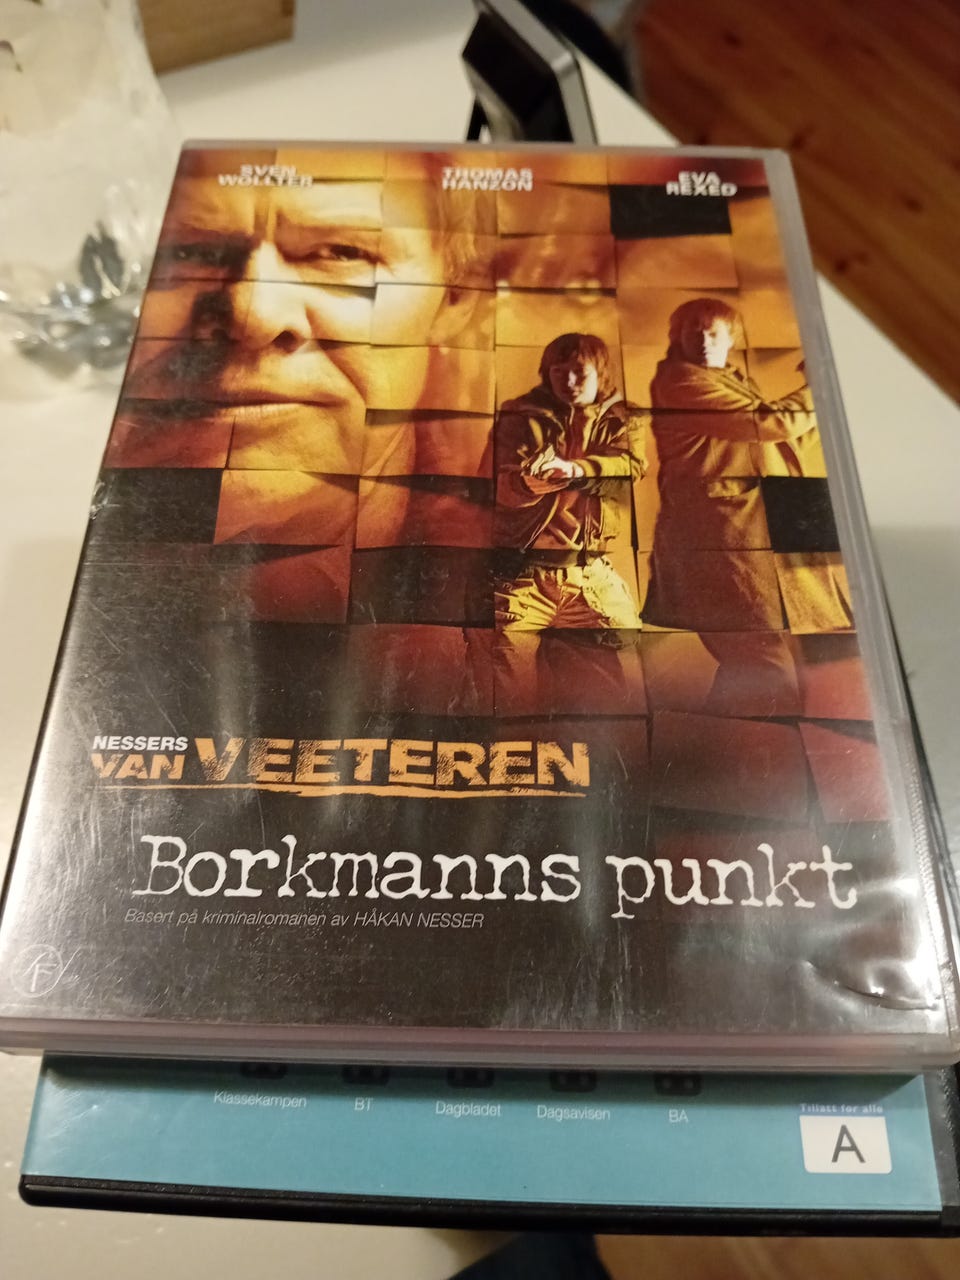 SVEN
WOLLTER
THOMAS
HANZON
EVA
REXED
NESSERS
VAN VEETEREN
Borkmanns punkt
Basert på kriminalromanen av HÅKAN NESSER
SF
Klassekampen
BT
Dagbladet
Dagsavisen
BA
Tillatt for alle
A